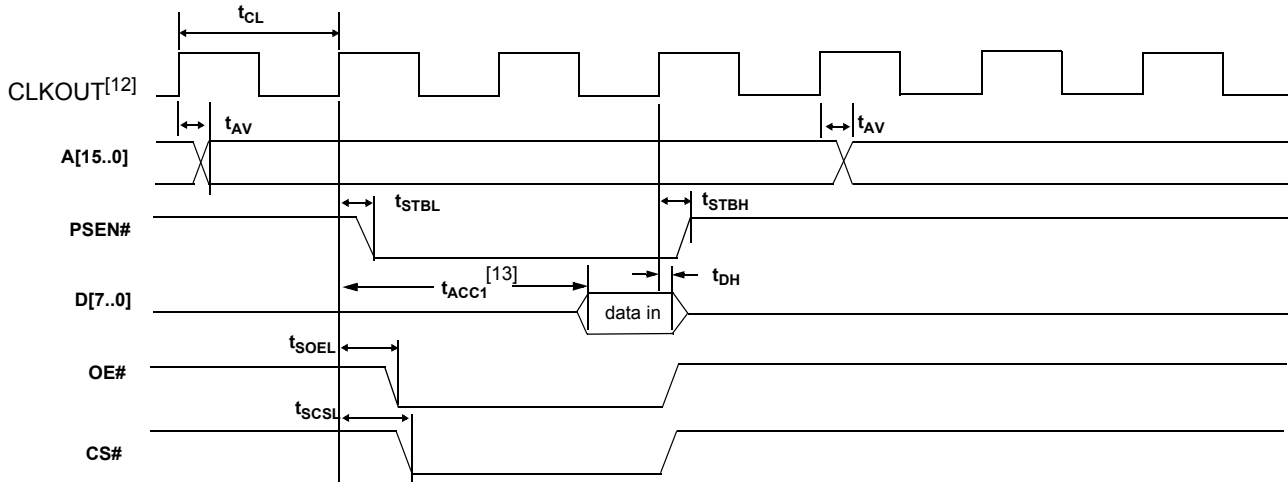 tCL
CLKOUT[12]
tAV
tAV
A[15..0]
tSTBL
tSTBH
PSEN#
[13]
tACC1
tDH
D[7..0]
data in
tSOEL
OE#
tSCSL
CS#